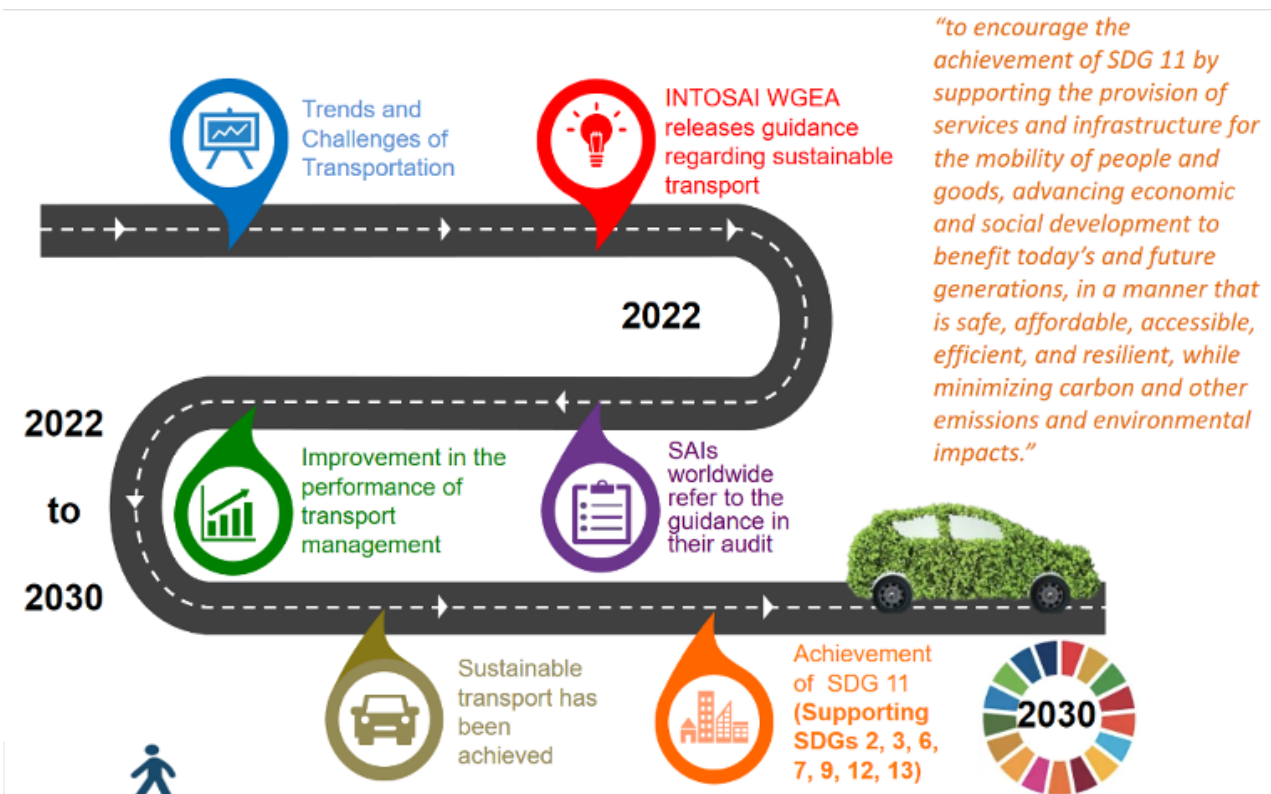 Trends and
Challenges of
Transportation
INTOSAI WGEA
releases guidance
regarding sustainable
transport
“to encourage the
achievement of SDG 11 by
supporting the provision of
services and infrastructure for
the mobility of people and
goods, advancing economic
and social development to
benefit today’s and future
generations, in a manner that
is safe, affordable, accessible,
efficient, and resilient, while
minimizing carbon and other
emissions and environmental
impacts.”
2022
SAIs
worldwide
refer to the
guidance in
their audit
Improvement in the
performance of
transport
management
2022
to
2030
Sustainable
transport has
been
achieved
Achievement
of SDG 11
(Supporting
SDGs 2, 3, 6,
7, 9, 12, 13)
2030